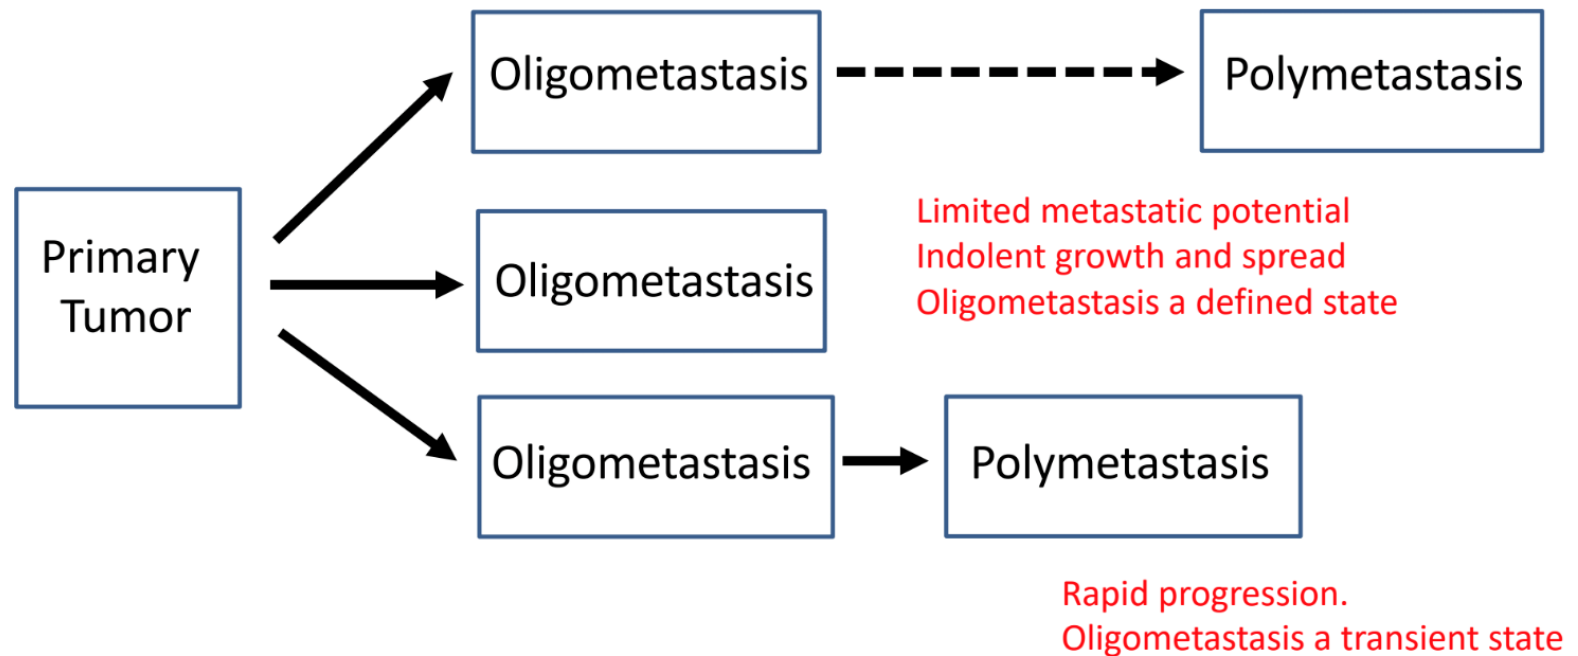 Oligometastasis
Polymetastasis
Primary
Tumor
Limited metastatic potential
Indolent growth and spread
Oligometastasis a defined state
Oligometastasis
Oligometastasis
Polymetastasis
Rapid progression.
Oligometastasis a transient state